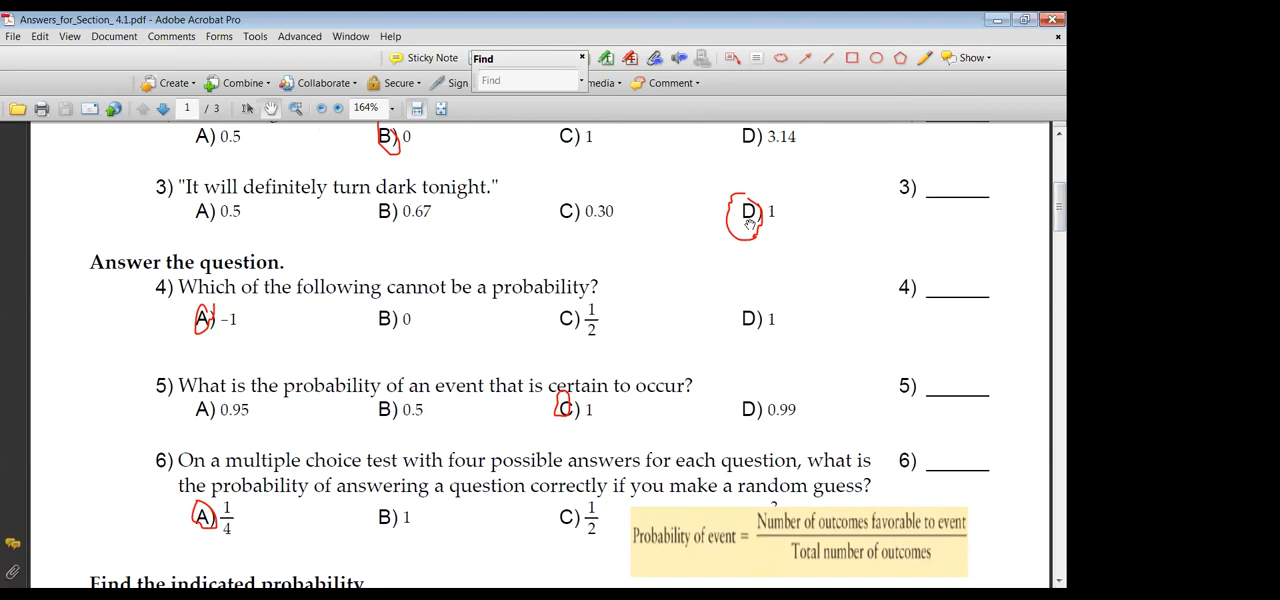 Answers_for_Section_ 4.1.pdf - Adobe Acrobat Pro
File Edit View Document Comments Forms Tools Advanced Window Help
Sticky Note Find Show
Find
Create Combine Collaborate Secure Sign media Comment
1 / 3 164%
A) 0.5 B) 0 C) 1 D) 3.14
3) "It will definitely turn dark tonight." 3)
A) 0.5 B) 0.67 C) 0.30 D) 1
Answer the question.
4) Which of the following cannot be a probability? 4)
A) –1 B) 0 C) 1/2 D) 1
5) What is the probability of an event that is certain to occur? 5)
A) 0.95 B) 0.5 C) 1 D) 0.99
6) On a multiple choice test with four possible answers for each question, what is 6)
the probability of answering a question correctly if you make a random guess?
A) 1/4 B) 1 C) 1/2
Probability of event = Number of outcomes favorable to event / Total number of outcomes
Find the indicated probability.